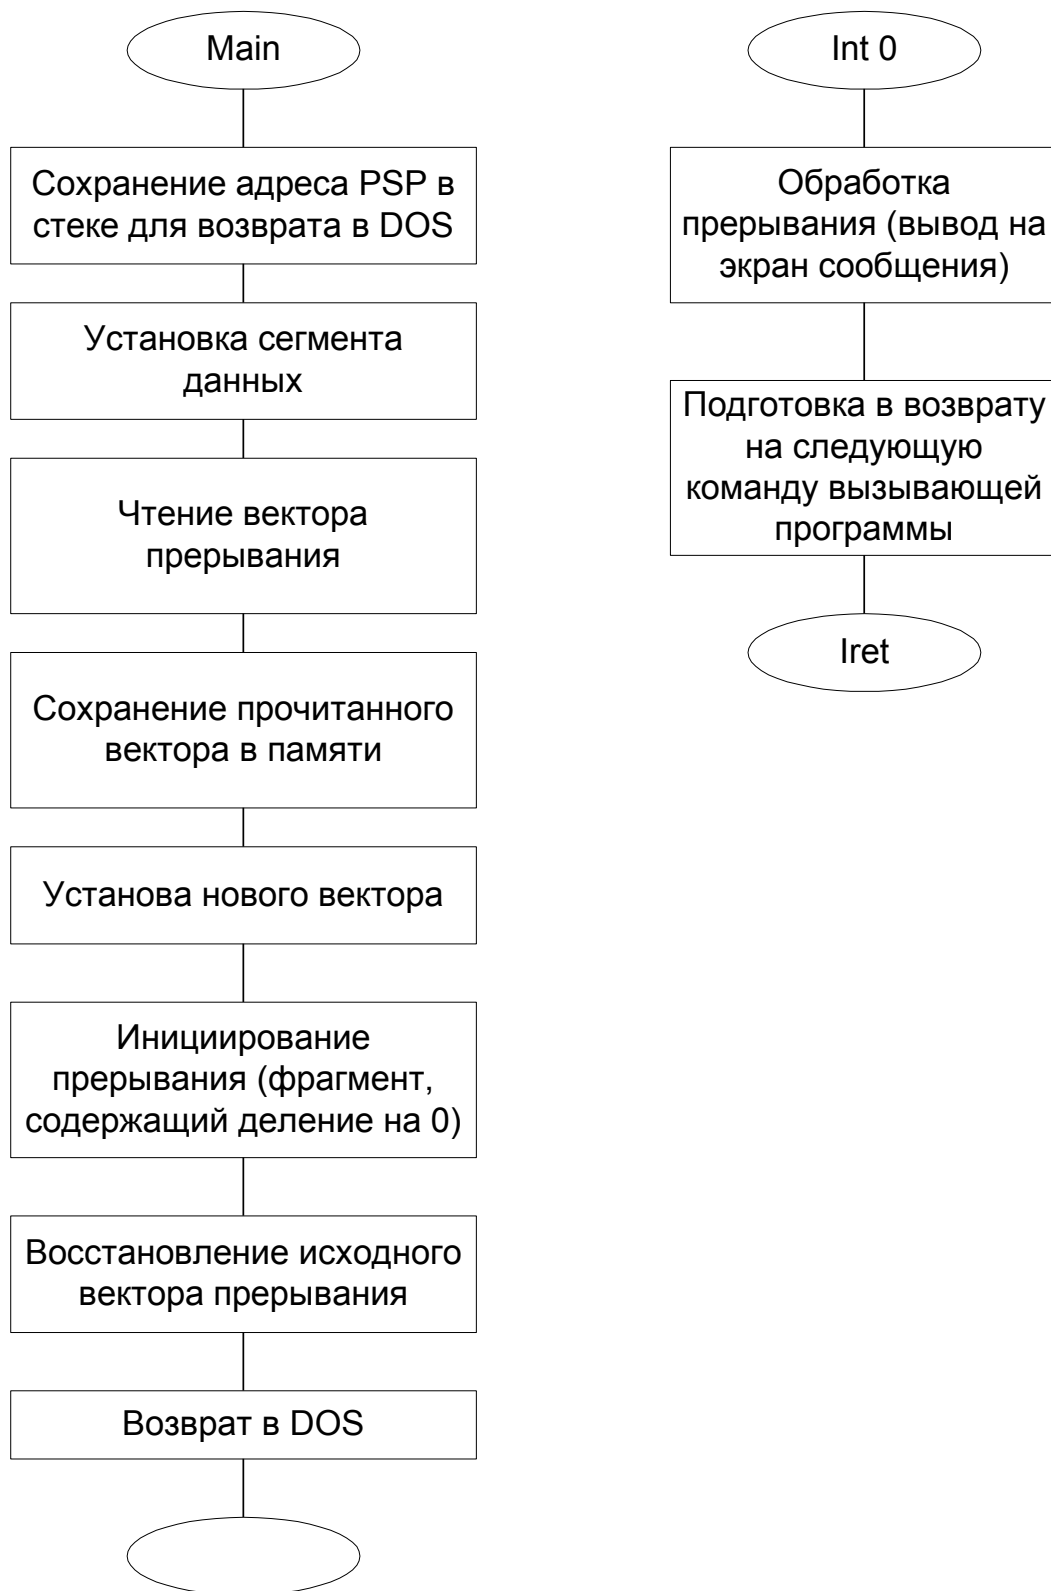 Main
Сохранение адреса PSP в
стеке для возврата в DOS
Установка сегмента
данных
Чтение вектора
прерывания
Сохранение прочитанного
вектора в памяти
Установа нового вектора
Инициирование
прерывания (фрагмент,
содержащий деление на 0)
Восстановление исходного
вектора прерывания
Возврат в DOS
Int 0
Обработка
прерывания (вывод на
экран сообщения)
Подготовка в возврату
на следующую
команду вызывающей
программы
Iret